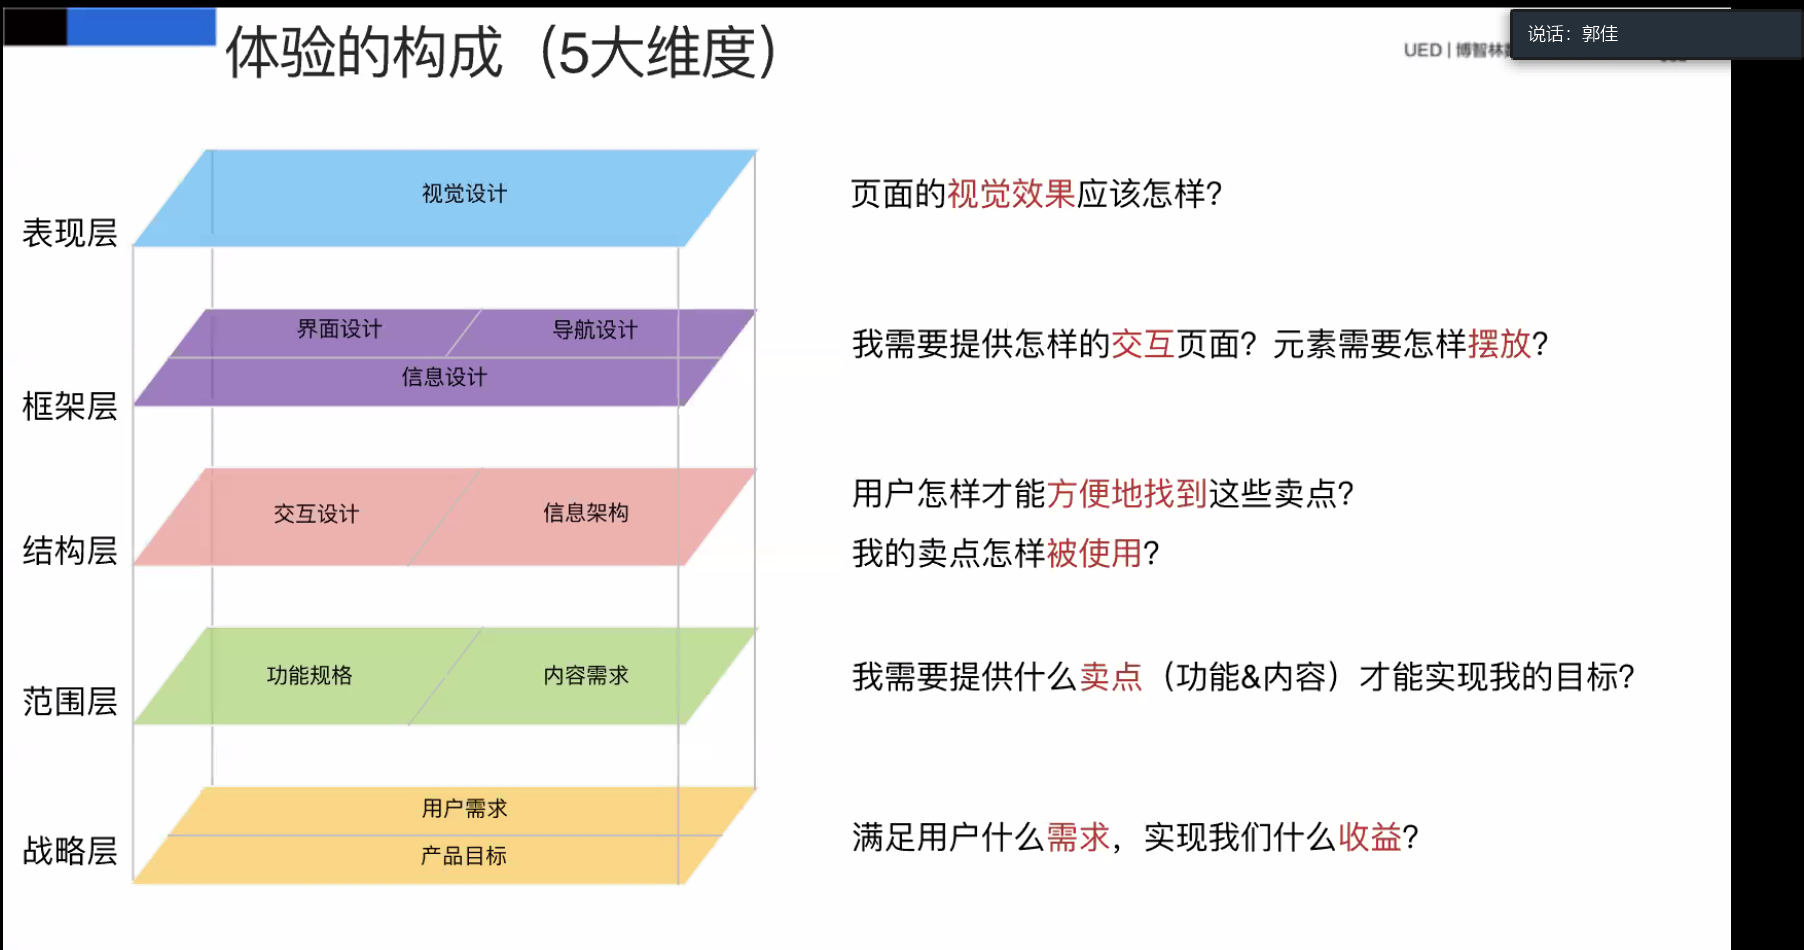 体验的构成（5大维度）
UED | 博智林
说话：郭佳
视觉设计
表现层
页面的视觉效果应该怎样？
界面设计
导航设计
信息设计
框架层
我需要提供怎样的交互页面？元素需要怎样摆放？
交互设计
信息架构
结构层
用户怎样才能方便地找到这些卖点？
我的卖点怎样被使用？
功能规格
内容需求
范围层
我需要提供什么卖点（功能&内容）才能实现我的目标？
用户需求
产品目标
战略层
满足用户什么需求，实现我们什么收益？